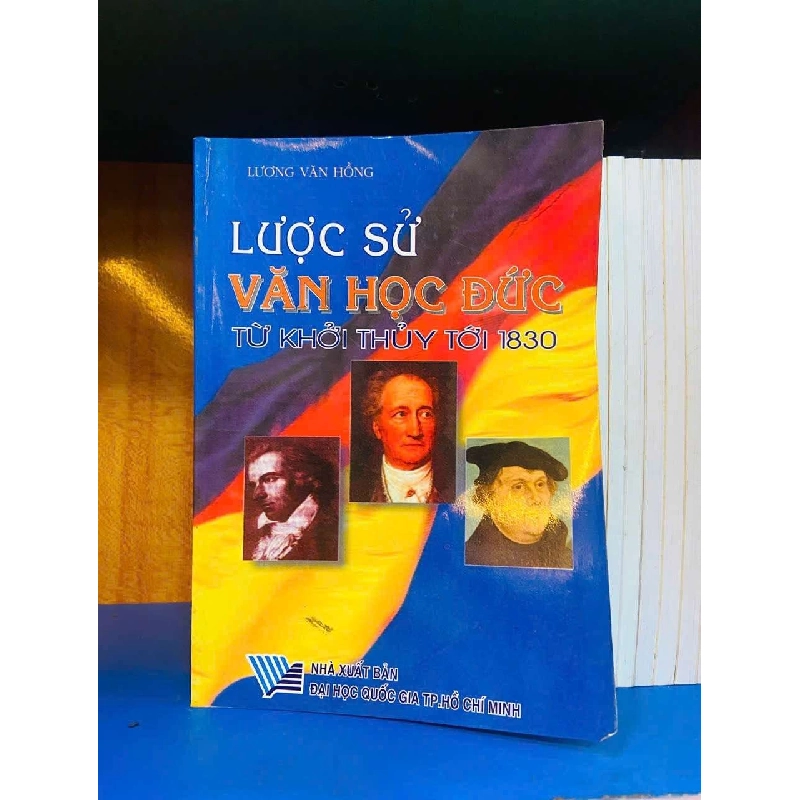 LƯƠNG VĂN HỒNG
LƯỢC SỬ
VĂN HỌC ĐỨC
TỪ KHỞI THỦY TỚI 1830
NHÀ XUẤT BẢN
ĐẠI HỌC QUỐC GIA TP.HỒ CHÍ MINH